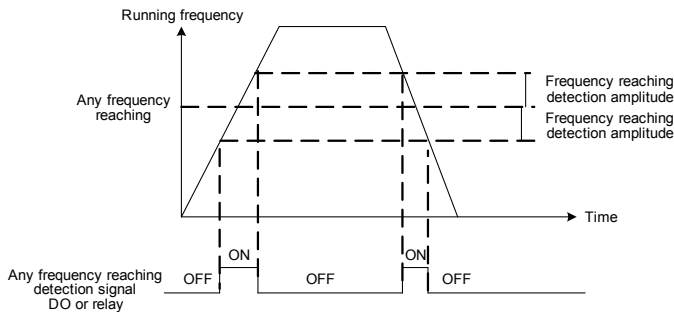 Running frequency
Any frequency
reaching
Frequency reaching
detection amplitude
Frequency reaching
detection amplitude
Time
Any frequency reaching
detection signal
DO or relay
OFF
ON
OFF
ON
OFF